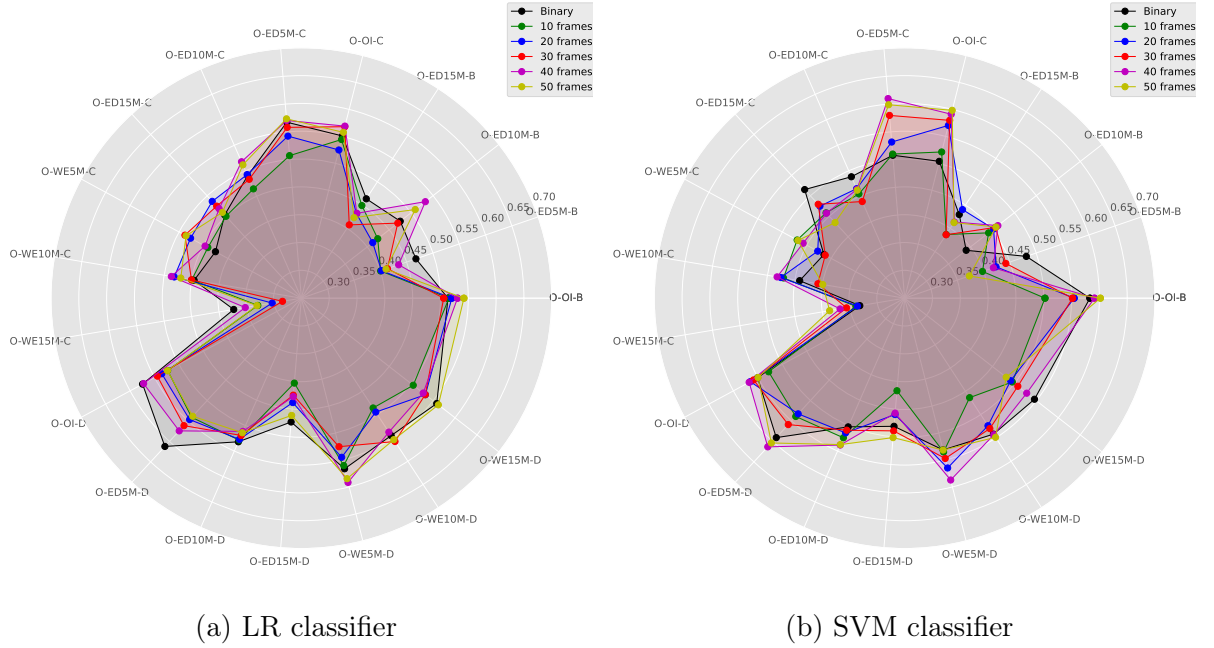 Binary
10 frames
20 frames
30 frames
40 frames
50 frames
O-ED5M-C
O-OI-C
O-ED10M-C
O-ED15M-B
O-ED15M-C
O-ED10M-B
O-WE5M-C
O-ED5M-B
O-WE10M-C
O-OI-B
O-WE15M-C
O-OI-D
O-WE15M-D
O-ED5M-D
O-WE10M-D
O-ED10M-D
O-WE5M-D
O-ED15M-D
0.30
0.35
0.40
0.45
0.50
0.55
0.60
0.65
0.70
(a) LR classifier
Binary
10 frames
20 frames
30 frames
40 frames
50 frames
O-ED5M-C
O-OI-C
O-ED10M-C
O-ED15M-B
O-ED15M-C
O-ED10M-B
O-WE5M-C
O-ED5M-B
O-WE10M-C
O-OI-B
O-WE15M-C
O-OI-D
O-WE15M-D
O-ED5M-D
O-WE10M-D
O-ED10M-D
O-WE5M-D
O-ED15M-D
0.30
0.35
0.40
0.45
0.50
0.55
0.60
0.65
0.70
(b) SVM classifier